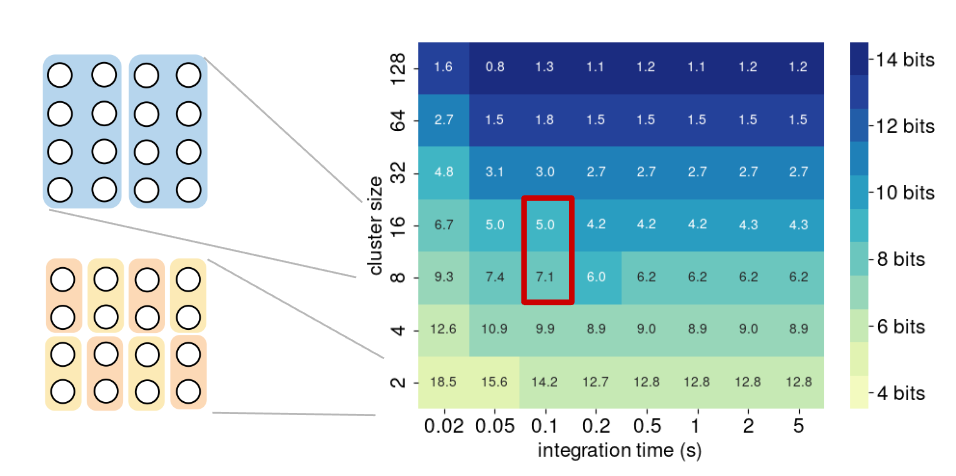 128 1.6 0.8 1.3 1.1 1.2 1.1 1.2 1.2
64 2.7 1.5 1.8 1.5 1.5 1.5 1.5 1.5
32 4.8 3.1 3.0 2.7 2.7 2.7 2.7 2.7
16 6.7 5.0 5.0 4.2 4.2 4.2 4.3 4.3
8 9.3 7.4 7.1 6.0 6.2 6.2 6.2 6.2
4 12.6 10.9 9.9 8.9 9.0 8.9 9.0 8.9
2 18.5 15.6 14.2 12.7 12.8 12.8 12.8 12.8
0.02 0.05 0.1 0.2 0.5 1 2 5
integration time (s)
cluster size
14 bits
12 bits
10 bits
8 bits
6 bits
4 bits